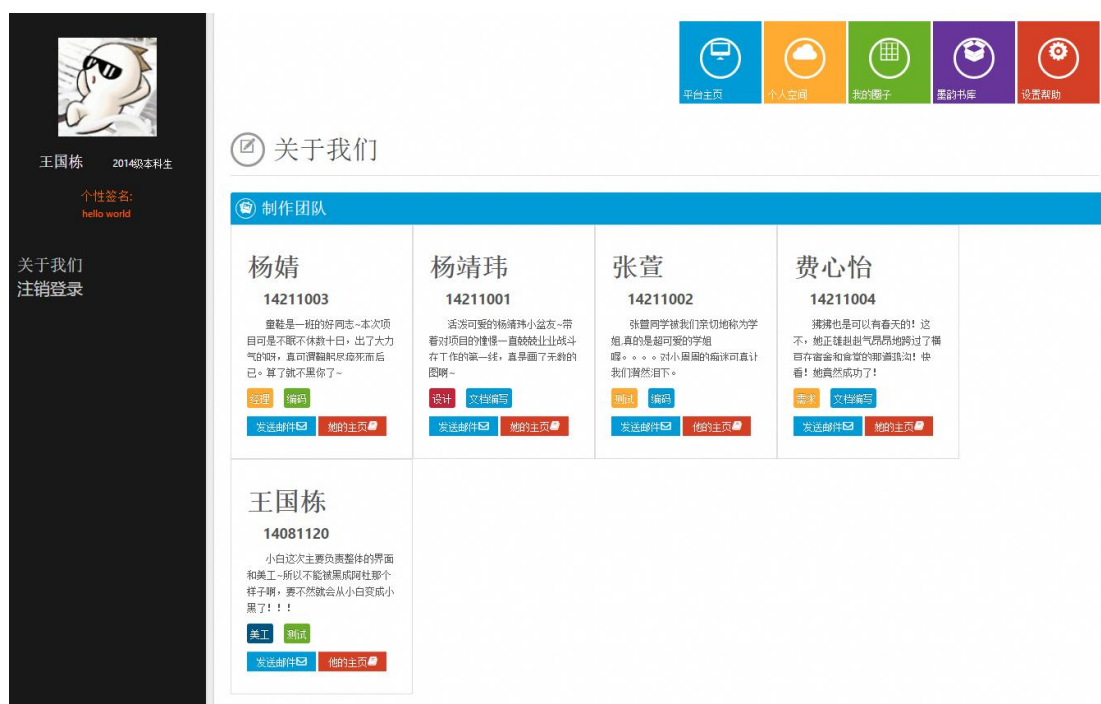 平台主页
个人空间
我的圈子
墨韵书库
设置帮助
王国栋 2014级本科生
个性签名:
hello world
关于我们
注销登录
关于我们
制作团队
杨婧
14211003
童鞋是一班的好同志~本次项
目可是不眠不休数十日，出了大力
气的呀，真可谓鞠躬尽瘁死而后
已。算了就不黑你了~
经理 编码
发送邮件 她的主页
杨靖玮
14211001
活泼可爱的杨靖玮小盆友~带
着对项目的憧憬一直兢兢业业战斗
在工作的第一线，真是画了无数的
图啊~
设计 文档编写
发送邮件 她的主页
张萱
14211002
张萱同学被我们亲切地称为学
姐.真的是超可爱的学姐
喔。。。。对小周周的痴迷可真让
我们潸然泪下。
测试 编码
发送邮件 他的主页
费心怡
14211004
狒狒也是可以有春天的！这
不，她正雄赳赳气昂昂地跨过了横
亘在宿舍和食堂的那道鸿沟！快
看！她竟然成功了！
需求 文档编写
发送邮件 她的主页
王国栋
14081120
小白这次主要负责整体的界面
和美工~所以不能被黑成阿杜那个
样子啊，要不然就会从小白变成小
黑了！！！
美工 测试
发送邮件 他的主页